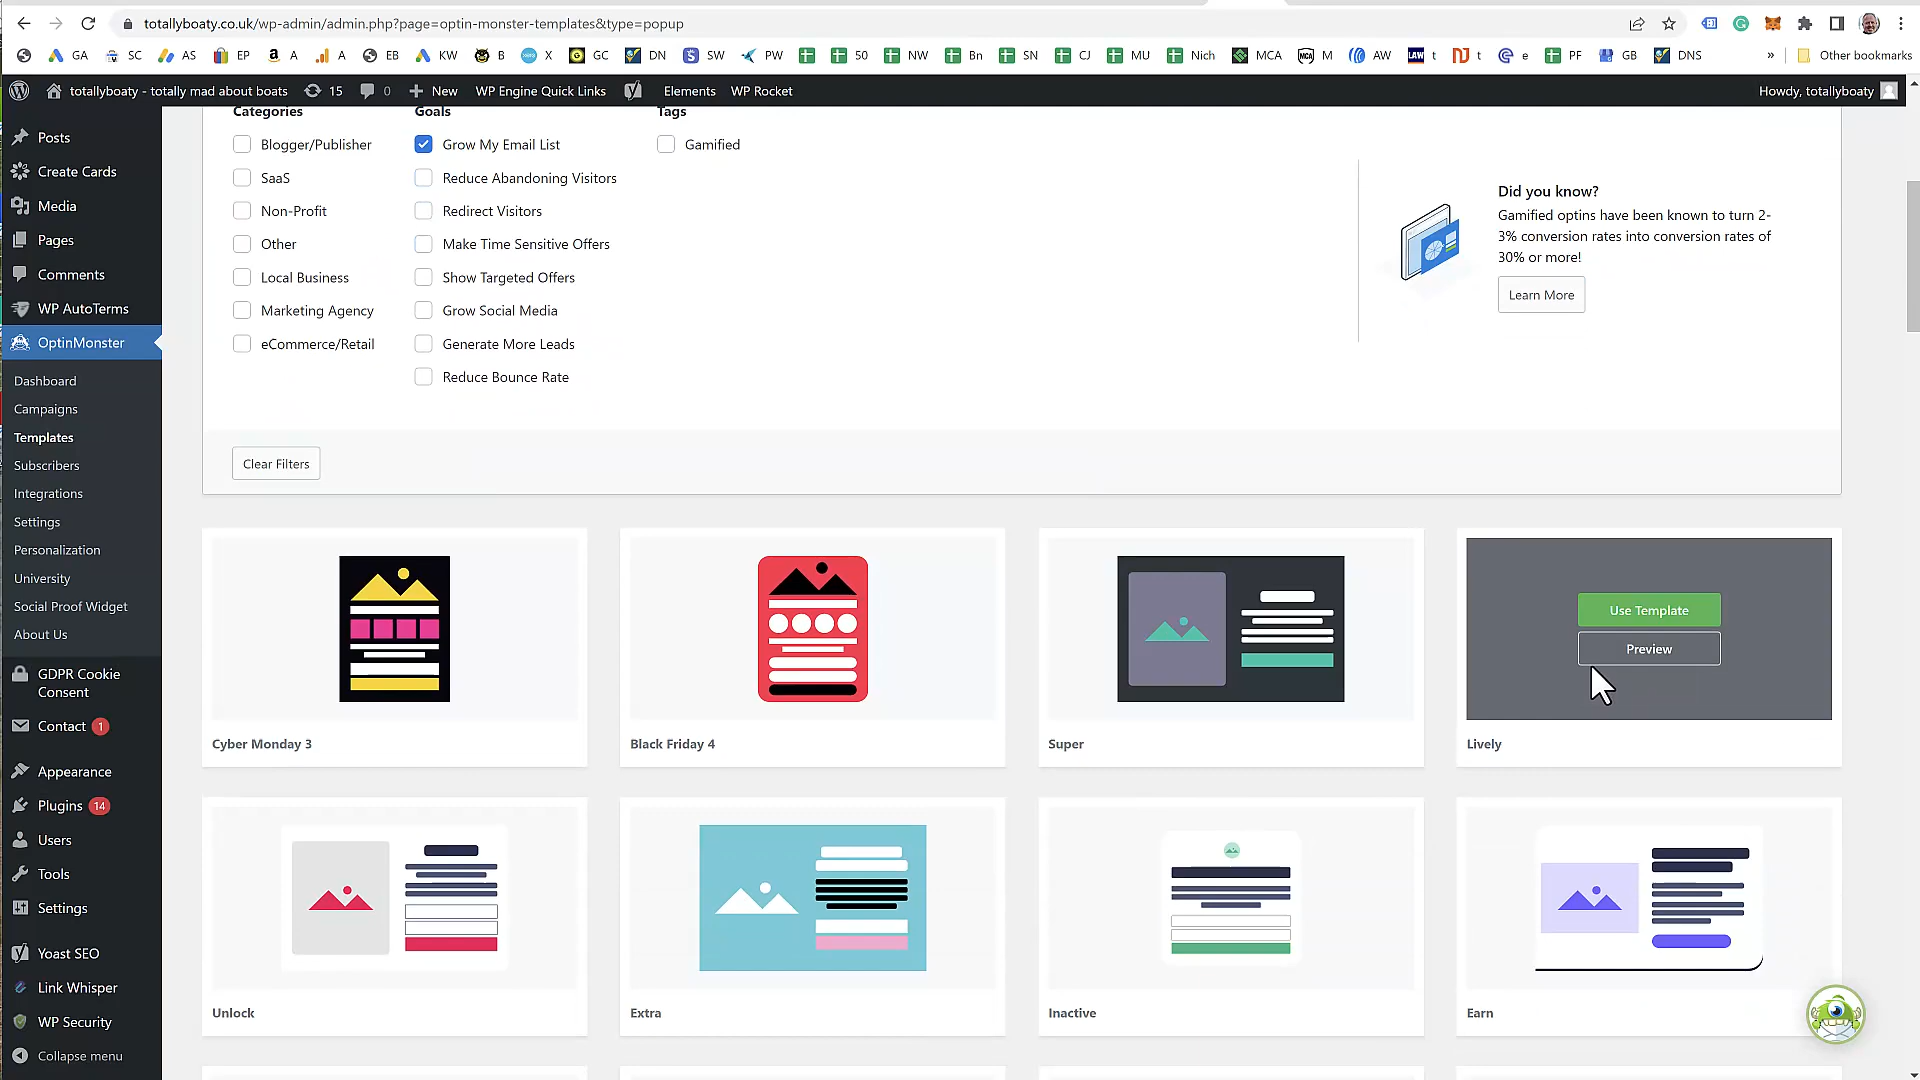 totallyboaty.co.uk/wp-admin/admin.php?page=optin-monster-templates&type=popup
GA SC AS EP A A EB KW B X GC DN SW PW 50 NW Bn SN CJ MU Nich MCA M AW t t e PF GB DNS » Other bookmarks
totallyboaty - totally mad about boats 15 0 New WP Engine Quick Links Elements WP Rocket Howdy, totallyboaty
Posts
Create Cards
Media
Pages
Comments
WP AutoTerms
OptinMonster
Dashboard
Campaigns
Templates
Subscribers
Integrations
Settings
Personalization
University
Social Proof Widget
About Us
GDPR Cookie
Consent
Contact 1
Appearance
Plugins 14
Users
Tools
Settings
Yoast SEO
Link Whisper
WP Security
Collapse menu
Categories
Blogger/Publisher
SaaS
Non-Profit
Other
Local Business
Marketing Agency
eCommerce/Retail
Goals
Grow My Email List
Reduce Abandoning Visitors
Redirect Visitors
Make Time Sensitive Offers
Show Targeted Offers
Grow Social Media
Generate More Leads
Reduce Bounce Rate
Tags
Gamified
Did you know?
Gamified optins have been known to turn 2-
3% conversion rates into conversion rates of
30% or more!
Learn More
Clear Filters
Cyber Monday 3
Black Friday 4
Super
Use Template
Preview
Lively
Unlock
Extra
Inactive
Earn